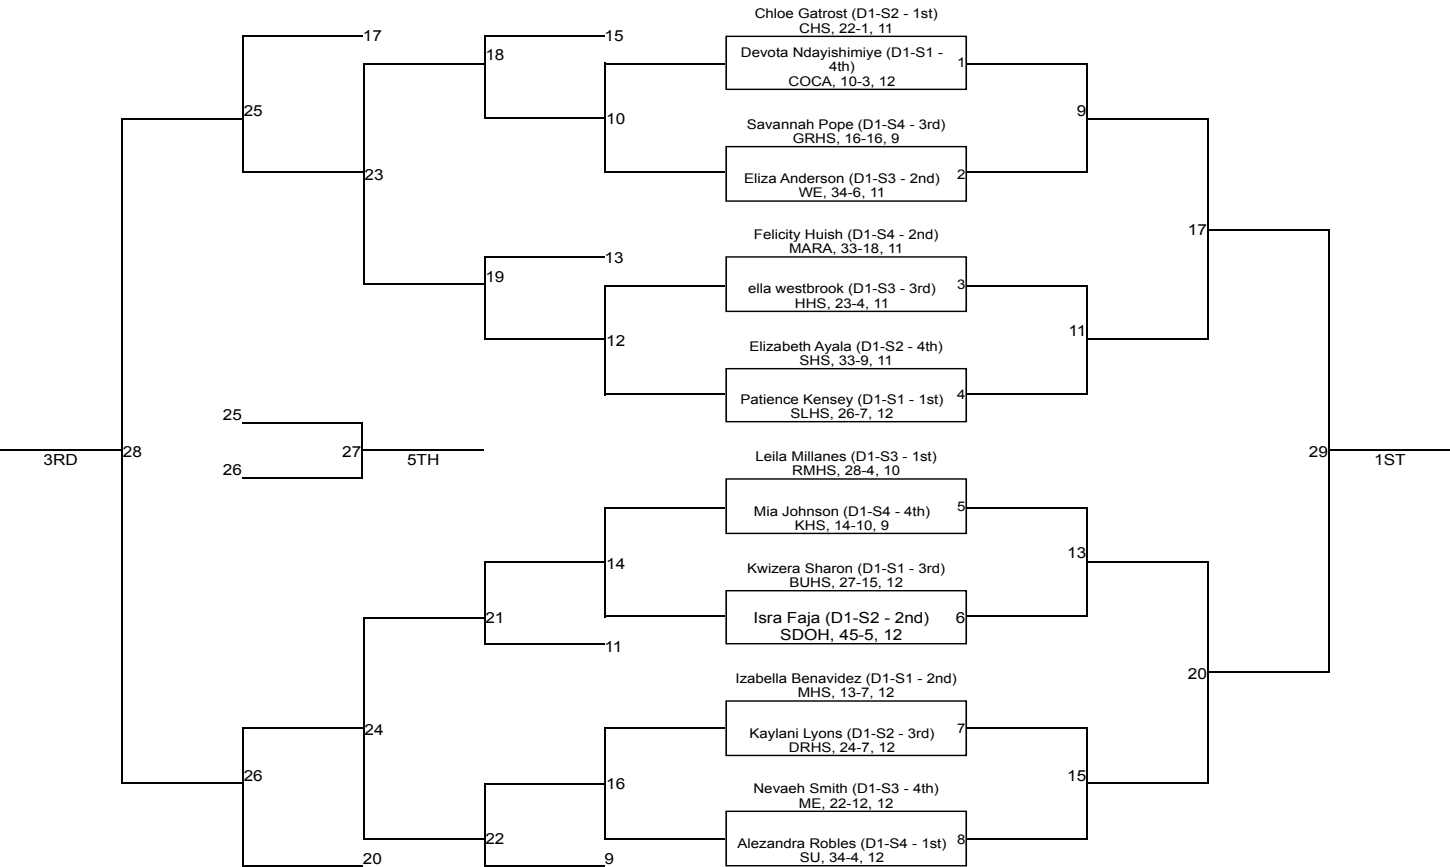 Chloe Gatrost (D1-S2 - 1st)
CHS, 22-1, 11
17
15
18
Devota Ndayishimiye (D1-S1 -
4th)
COCA, 10-3, 12
1
25
10
9
Savannah Pope (D1-S4 - 3rd)
GRHS, 16-16, 9
23
Eliza Anderson (D1-S3 - 2nd)
WE, 34-6, 11
2
Felicity Huish (D1-S4 - 2nd)
MARA, 33-18, 11
17
13
19
ella westbrook (D1-S3 - 3rd)
HHS, 23-4, 11
3
12
11
Elizabeth Ayala (D1-S2 - 4th)
SHS, 33-9, 11
Patience Kensey (D1-S1 - 1st)
SLHS, 26-7, 12
4
25
3RD
28
27
5TH
26
29
1ST
Leila Millanes (D1-S3 - 1st)
RMHS, 28-4, 10
Mia Johnson (D1-S4 - 4th)
KHS, 14-10, 9
5
14
13
Kwizera Sharon (D1-S1 - 3rd)
BUHS, 27-15, 12
21
Isra Faja (D1-S2 - 2nd)
SDOH, 45-5, 12
6
11
Izabella Benavidez (D1-S1 - 2nd)
MHS, 13-7, 12
20
24
Kaylani Lyons (D1-S2 - 3rd)
DRHS, 24-7, 12
7
26
16
15
Nevaeh Smith (D1-S3 - 4th)
ME, 22-12, 12
22
Alezandra Robles (D1-S4 - 1st)
SU, 34-4, 12
8
20
9